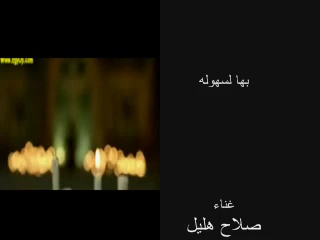 بها لسهوله
غناء
صلاح هليل